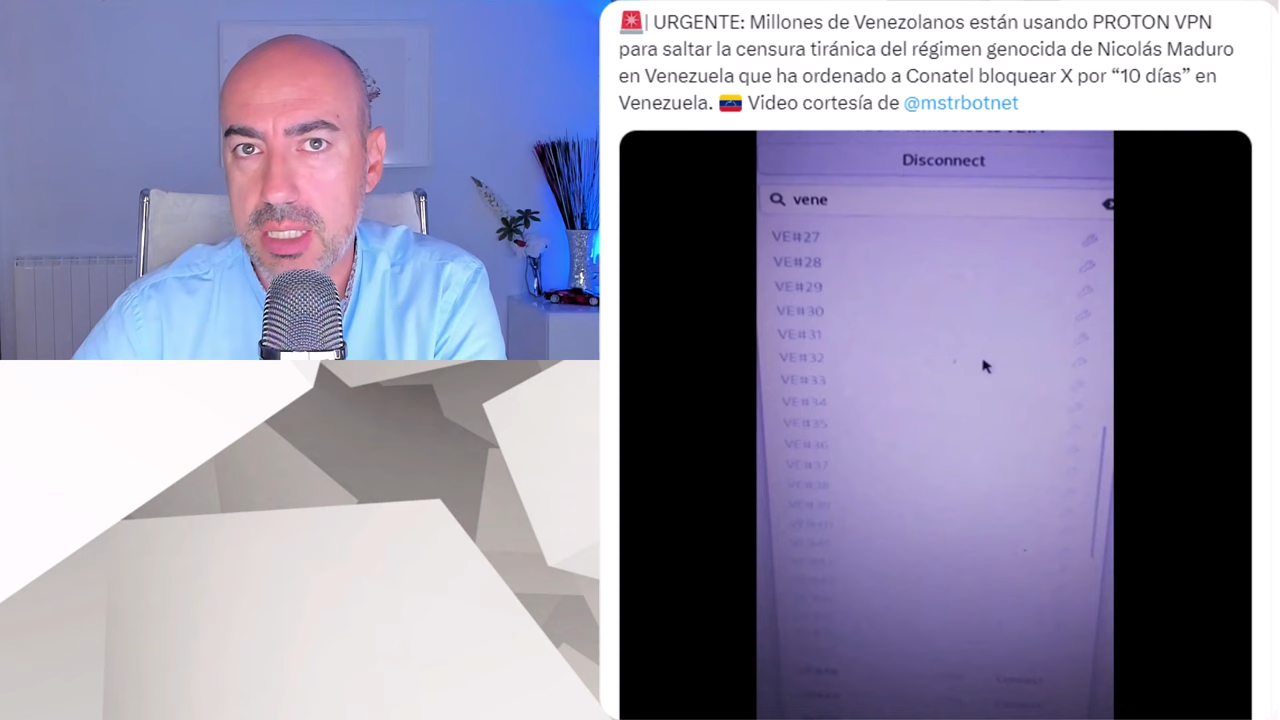 🚨| URGENTE: Millones de Venezolanos están usando PROTON VPN
para saltar la censura tiránica del régimen genocida de Nicolás Maduro
en Venezuela que ha ordenado a Conatel bloquear X por “10 días” en
Venezuela. 🇻🇪 Video cortesía de @mstrbotnet
Disconnect
vene
VE#27
VE#28
VE#29
VE#30
VE#31
VE#32
VE#33
VE#34
VE#35
VE#36
VE#37
VE#38